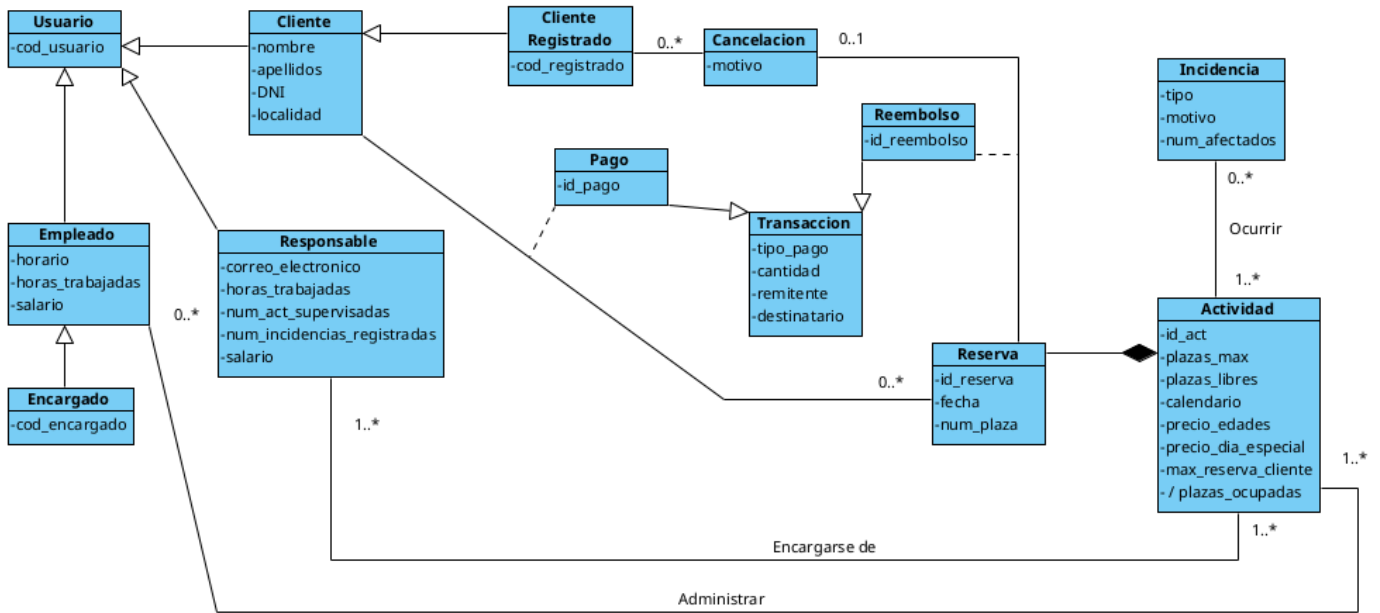 Usuario
-cod_usuario
Cliente
-nombre
-apellidos
-DNI
-localidad
Cliente
Registrado
-cod_registrado
0..*
Cancelacion
-motivo
0..1
Incidencia
-tipo
-motivo
-num_afectados
0..*
Ocurrir
1..*
Reembolso
-id_reembolso
Pago
-id_pago
Transaccion
-tipo_pago
-cantidad
-remitente
-destinatario
Empleado
-horario
-horas_trabajadas
-salario
0..*
Responsable
-correo_electronico
-horas_trabajadas
-num_act_supervisadas
-num_incidencias_registradas
-salario
1..*
Encargado
-cod_encargado
0..*
Reserva
-id_reserva
-fecha
-num_plaza
Actividad
-id_act
-plazas_max
-plazas_libres
-calendario
-precio_edades
-precio_dia_especial
-max_reserva_cliente
- / plazas_ocupadas
1..*
1..*
Encargarse de
Administrar